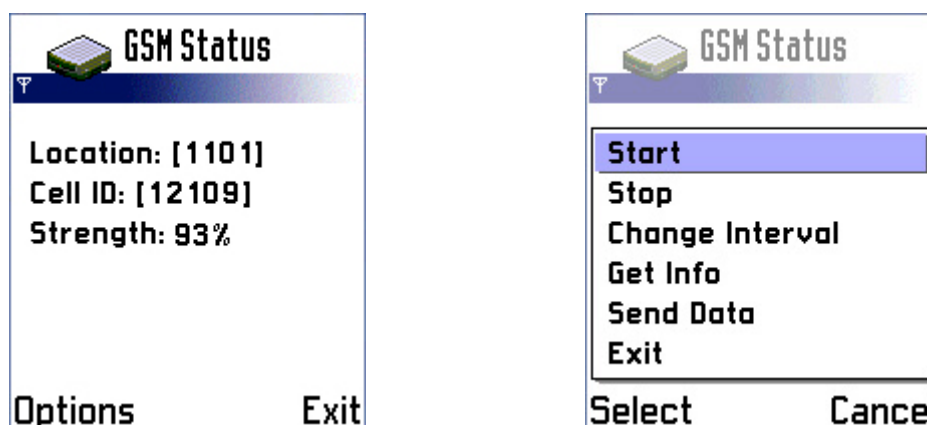 GSM Status
Location: [1101]
Cell ID: [12109]
Strength: 93%
Options Exit
GSM Status
Start
Stop
Change Interval
Get Info
Send Data
Exit
Select Cance